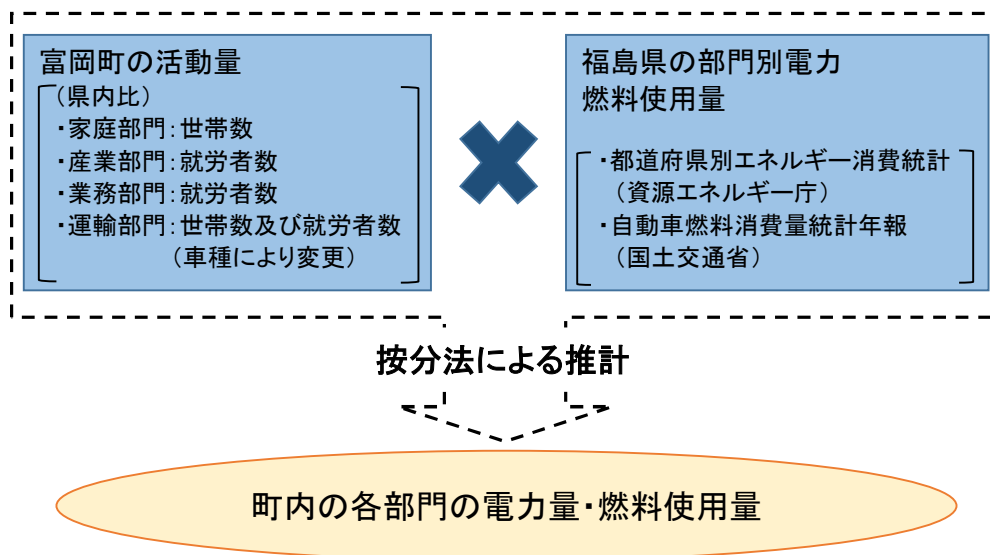 富岡町の活動量
（県内比）
・家庭部門：世帯数
・産業部門：就労者数
・業務部門：就労者数
・運輸部門：世帯数及び就労者数
（車種により変更）
福島県の部門別電力
燃料使用量
・都道府県別エネルギー消費統計
（資源エネルギー庁）
・自動車燃料消費量統計年報
（国土交通省）
按分法による推計
町内の各部門の電力量・燃料使用量